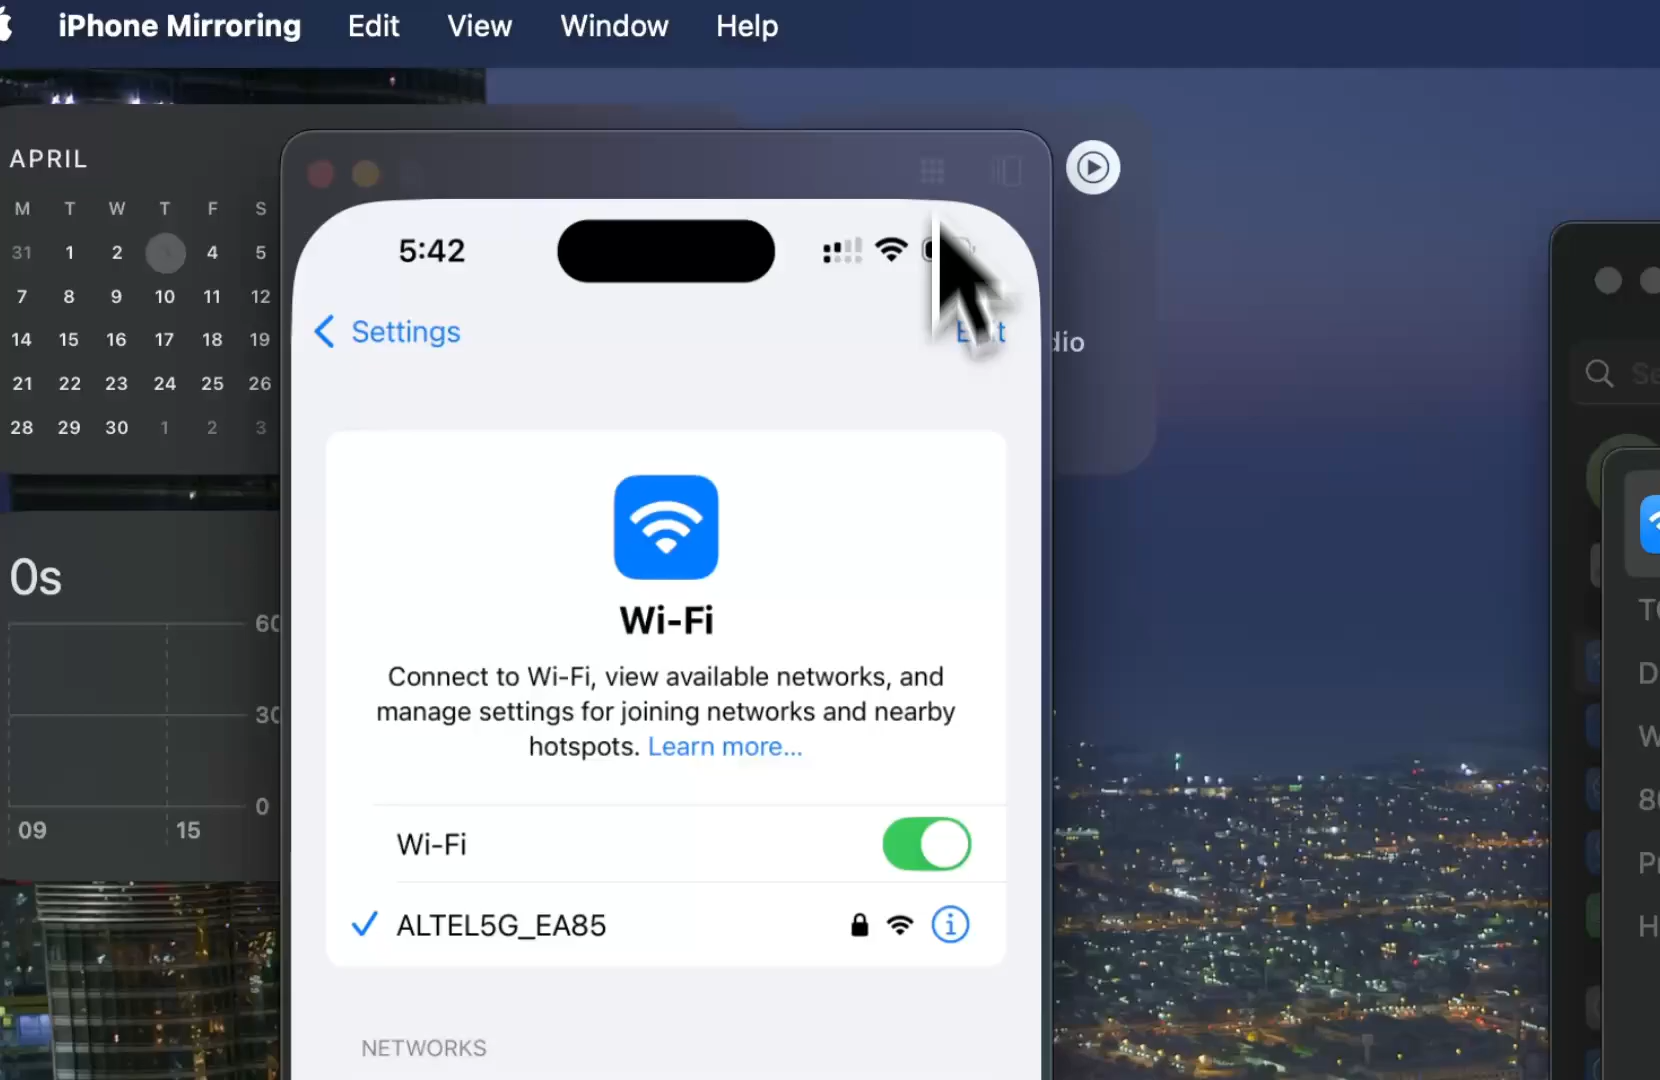 iPhone Mirroring Edit View Window Help
APRIL
M T W T F S
31 1 2 4 5
7 8 9 10 11 12
14 15 16 17 18 19
21 22 23 24 25 26
28 29 30 1 2 3
0s
60
30
0
09 15
5:42
Settings
dio
Wi-Fi
Connect to Wi-Fi, view available networks, and
manage settings for joining networks and nearby
hotspots. Learn more...
Wi-Fi
ALTEL5G_EA85
NETWORKS